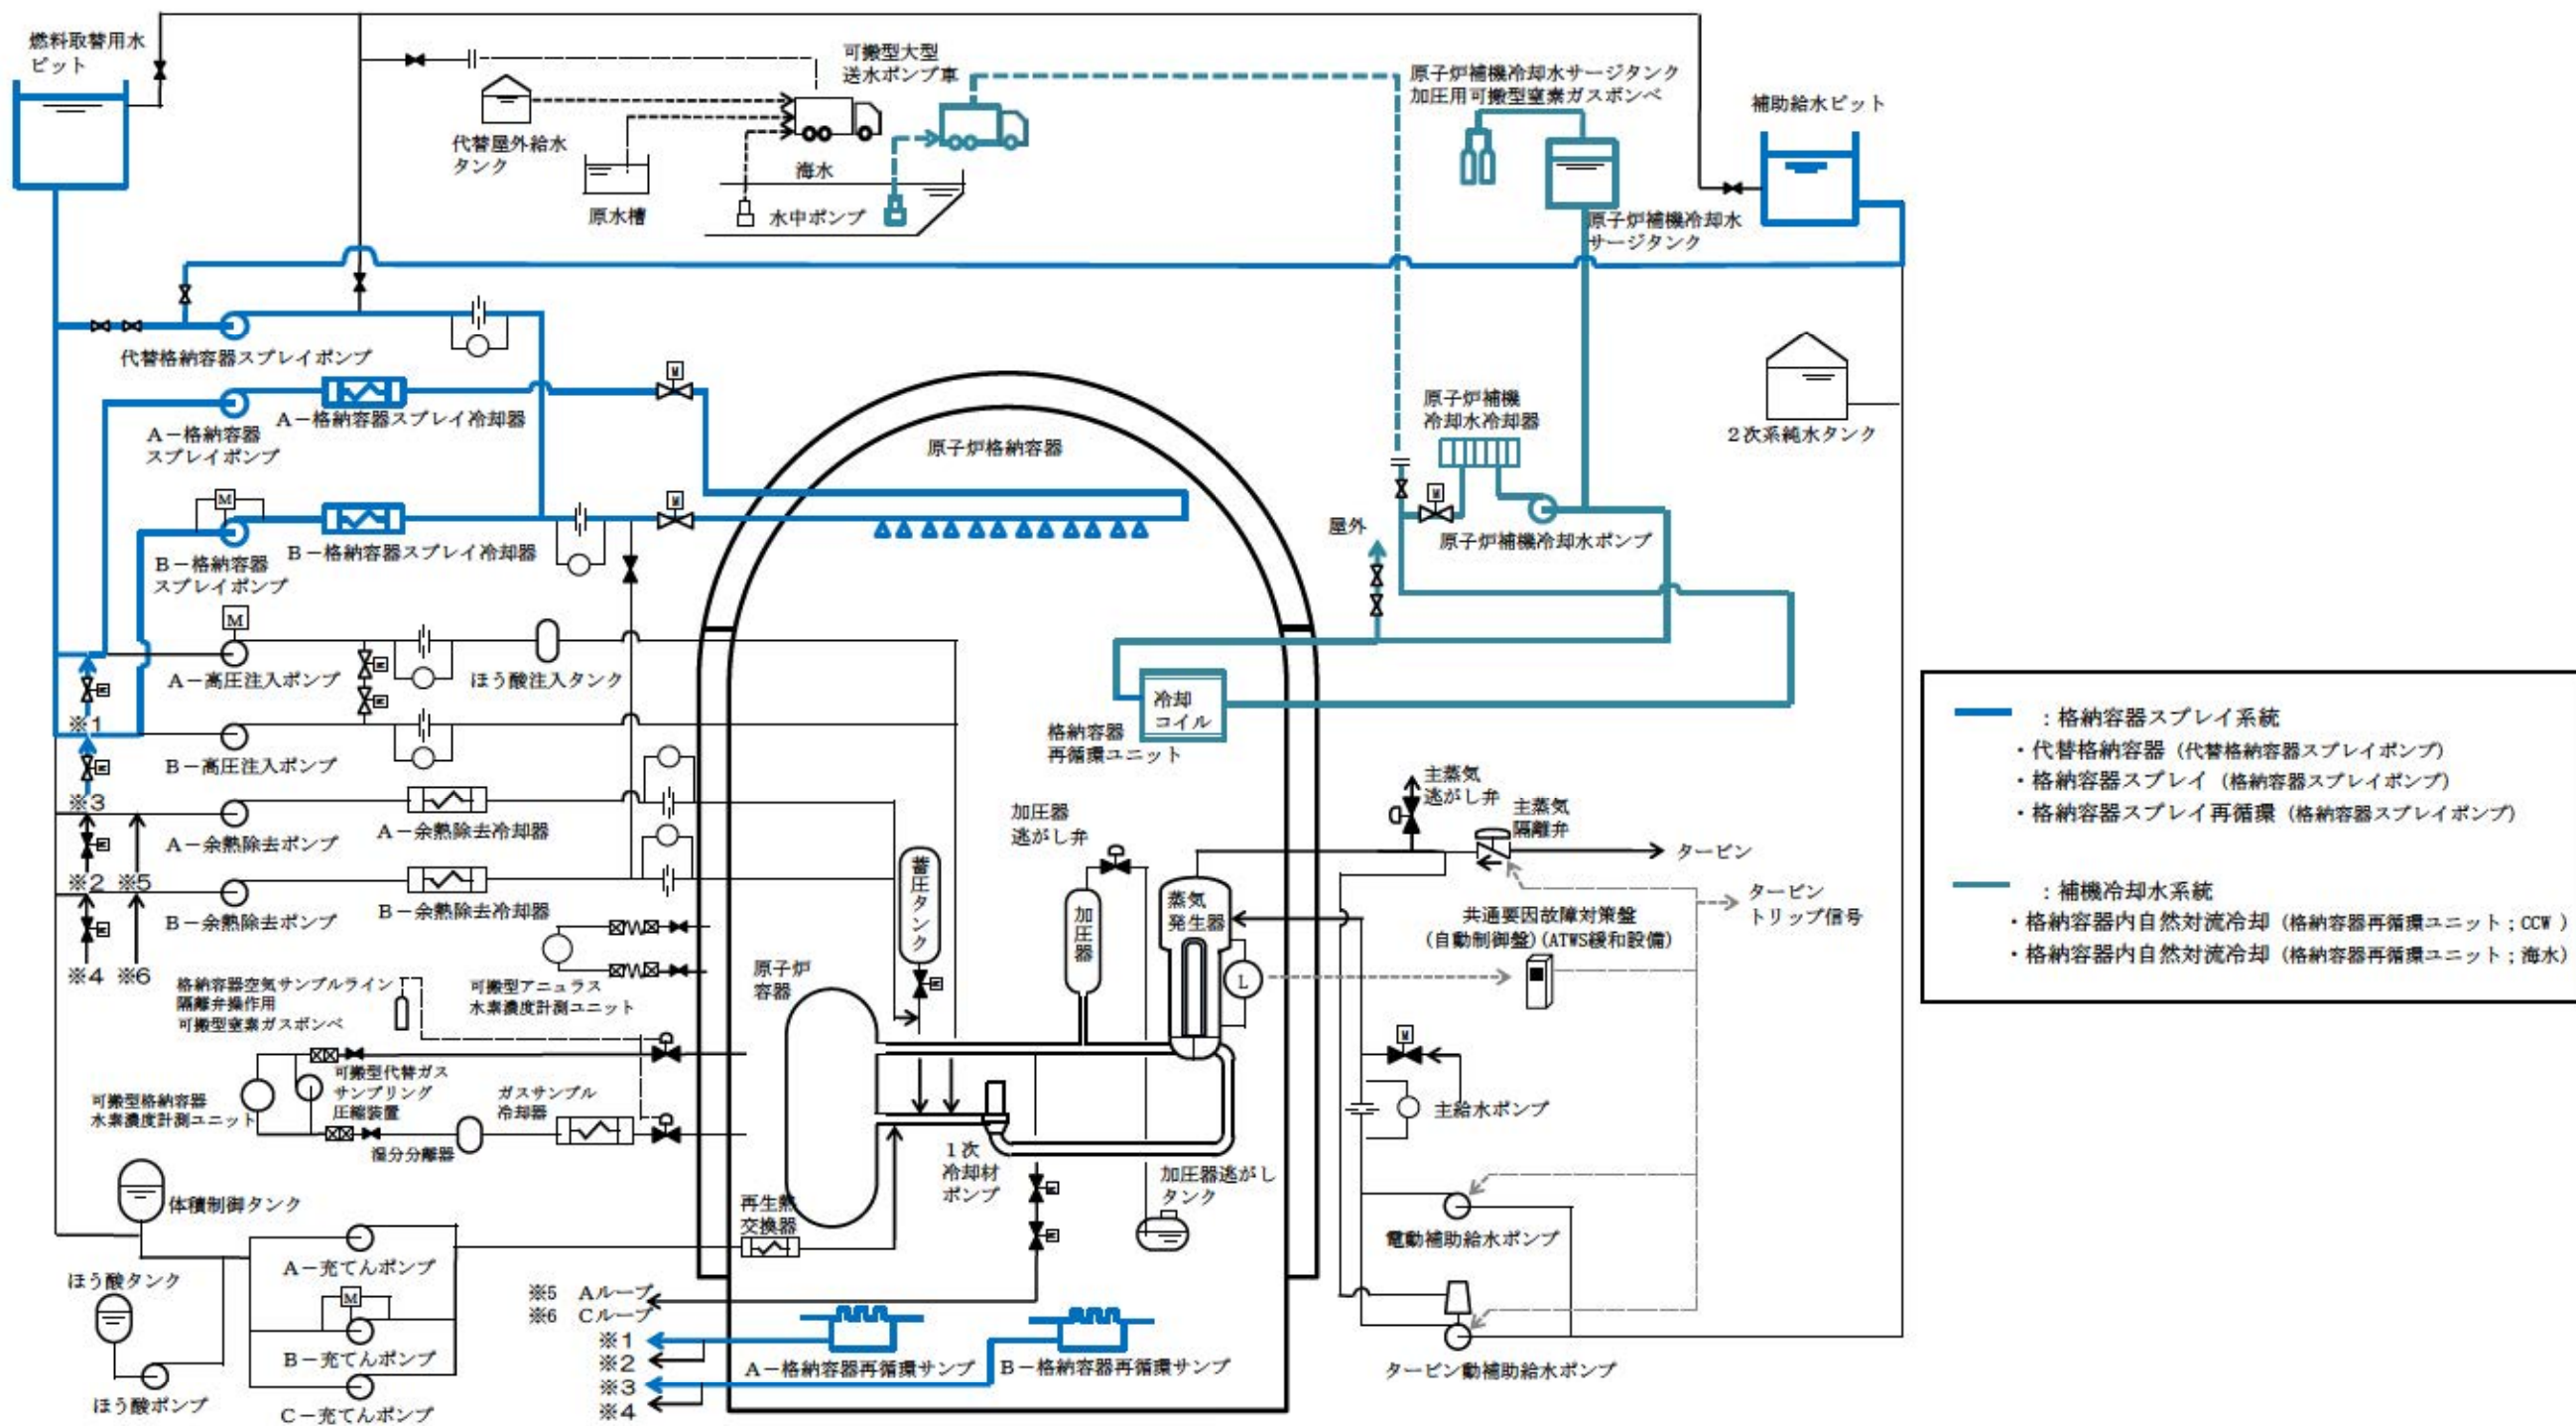 燃料取替用水
ピット
可搬型大型
送水ポンプ車
代替屋外給水
タンク
原水槽
海水
水中ポンプ
原子炉補機冷却水サージタンク
加圧用可搬型窒素ガスボンベ
原子炉補機冷却水
サージタンク
補助給水ピット
代替格納容器スプレイポンプ
M
A－格納容器スプレイ冷却器
A－格納容器
スプレイポンプ
M
M
B－格納容器スプレイ冷却器
B－格納容器
スプレイポンプ
原子炉格納容器
原子炉補機
冷却水冷却器
M
原子炉補機冷却水ポンプ
屋外
2次系純水タンク
M
A－高圧注入ポンプ
ほう酸注入タンク
M
M
M
※1
B－高圧注入ポンプ
M
※3
A－余熱除去ポンプ
A－余熱除去冷却器
M
※2 ※5
B－余熱除去ポンプ
B－余熱除去冷却器
M
※4 ※6
冷却
コイル
格納容器
再循環ユニット
：格納容器スプレイ系統
・代替格納容器（代替格納容器スプレイポンプ）
・格納容器スプレイ（格納容器スプレイポンプ）
・格納容器スプレイ再循環（格納容器スプレイポンプ）
：補機冷却水系統
・格納容器内自然対流冷却（格納容器再循環ユニット；CCW）
・格納容器内自然対流冷却（格納容器再循環ユニット；海水）
主蒸気
逃がし弁
主蒸気
隔離弁
タービン
タービン
トリップ信号
共通要因故障対策盤
(自動制御盤)(ATWS緩和設備)
加圧器
逃がし弁
蓄圧タンク
M
加圧器
蒸気
発生器
L
原子炉
容器
格納容器空気サンプルライン
隔離弁操作用
可搬型窒素ガスボンベ
可搬型アニュラス
水素濃度計測ユニット
可搬型格納容器
水素濃度計測ユニット
可搬型代替ガス
サンプリング
圧縮装置
ガスサンプル
冷却器
湿分分離器
1次
冷却材
ポンプ
M
M
加圧器逃がし
タンク
M
主給水ポンプ
電動補助給水ポンプ
タービン動補助給水ポンプ
体積制御タンク
再生熱
交換器
ほう酸タンク
ほう酸ポンプ
A－充てんポンプ
M
B－充てんポンプ
C－充てんポンプ
※5 Aループ
※6 Cループ
※1
※2
※3
※4
A－格納容器再循環サンプ
B－格納容器再循環サンプ